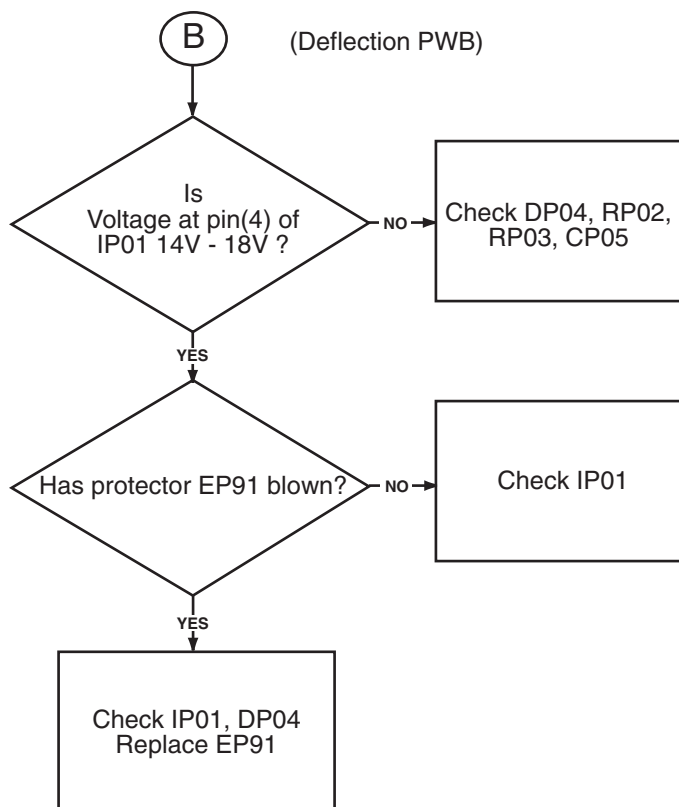 B
(Deflection PWB)
Is
Voltage at pin(4) of
IP01 14V - 18V ?
NO
Check DP04, RP02,
RP03, CP05
YES
Has protector EP91 blown?
NO
Check IP01
YES
Check IP01, DP04
Replace EP91